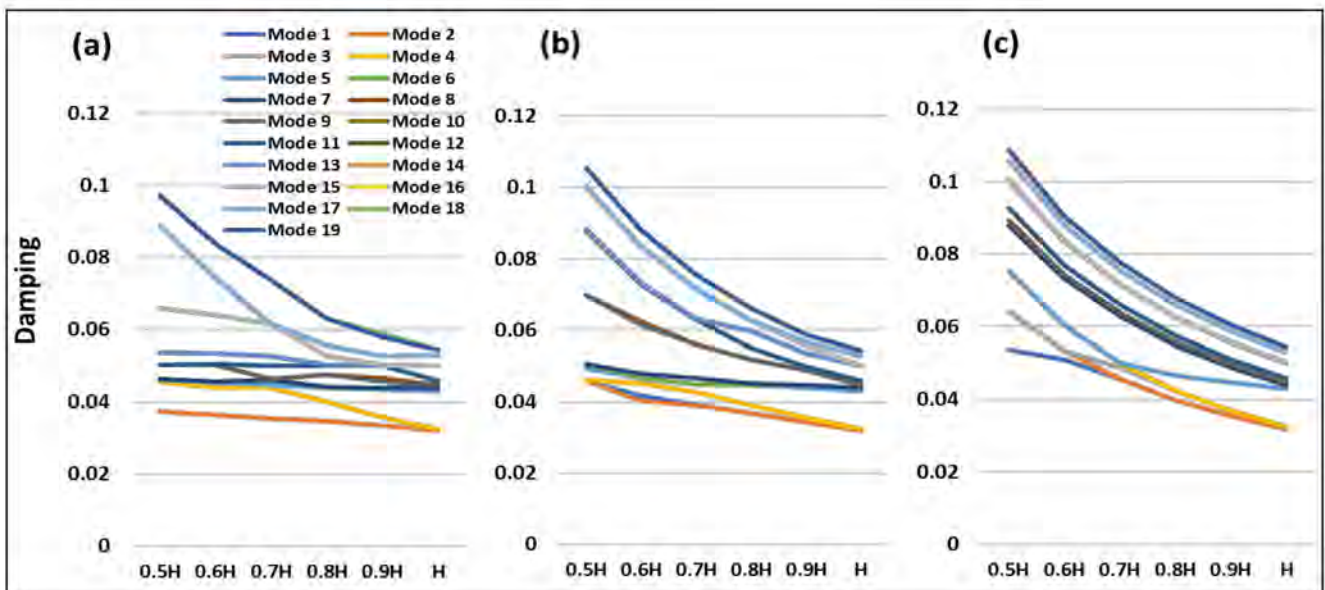 (a)
Mode 1 Mode 2
Mode 3 Mode 4
Mode 5 Mode 6
Mode 7 Mode 8
Mode 9 Mode 10
Mode 11 Mode 12
Mode 13 Mode 14
Mode 15 Mode 16
Mode 17 Mode 18
Mode 19
Damping
0.12
0.1
0.08
0.06
0.04
0.02
0
0.5H 0.6H 0.7H 0.8H 0.9H H
(b)
0.12
0.1
0.08
0.06
0.04
0.02
0
0.5H 0.6H 0.7H 0.8H 0.9H H
(c)
0.12
0.1
0.08
0.06
0.04
0.02
0
0.5H 0.6H 0.7H 0.8H 0.9H H